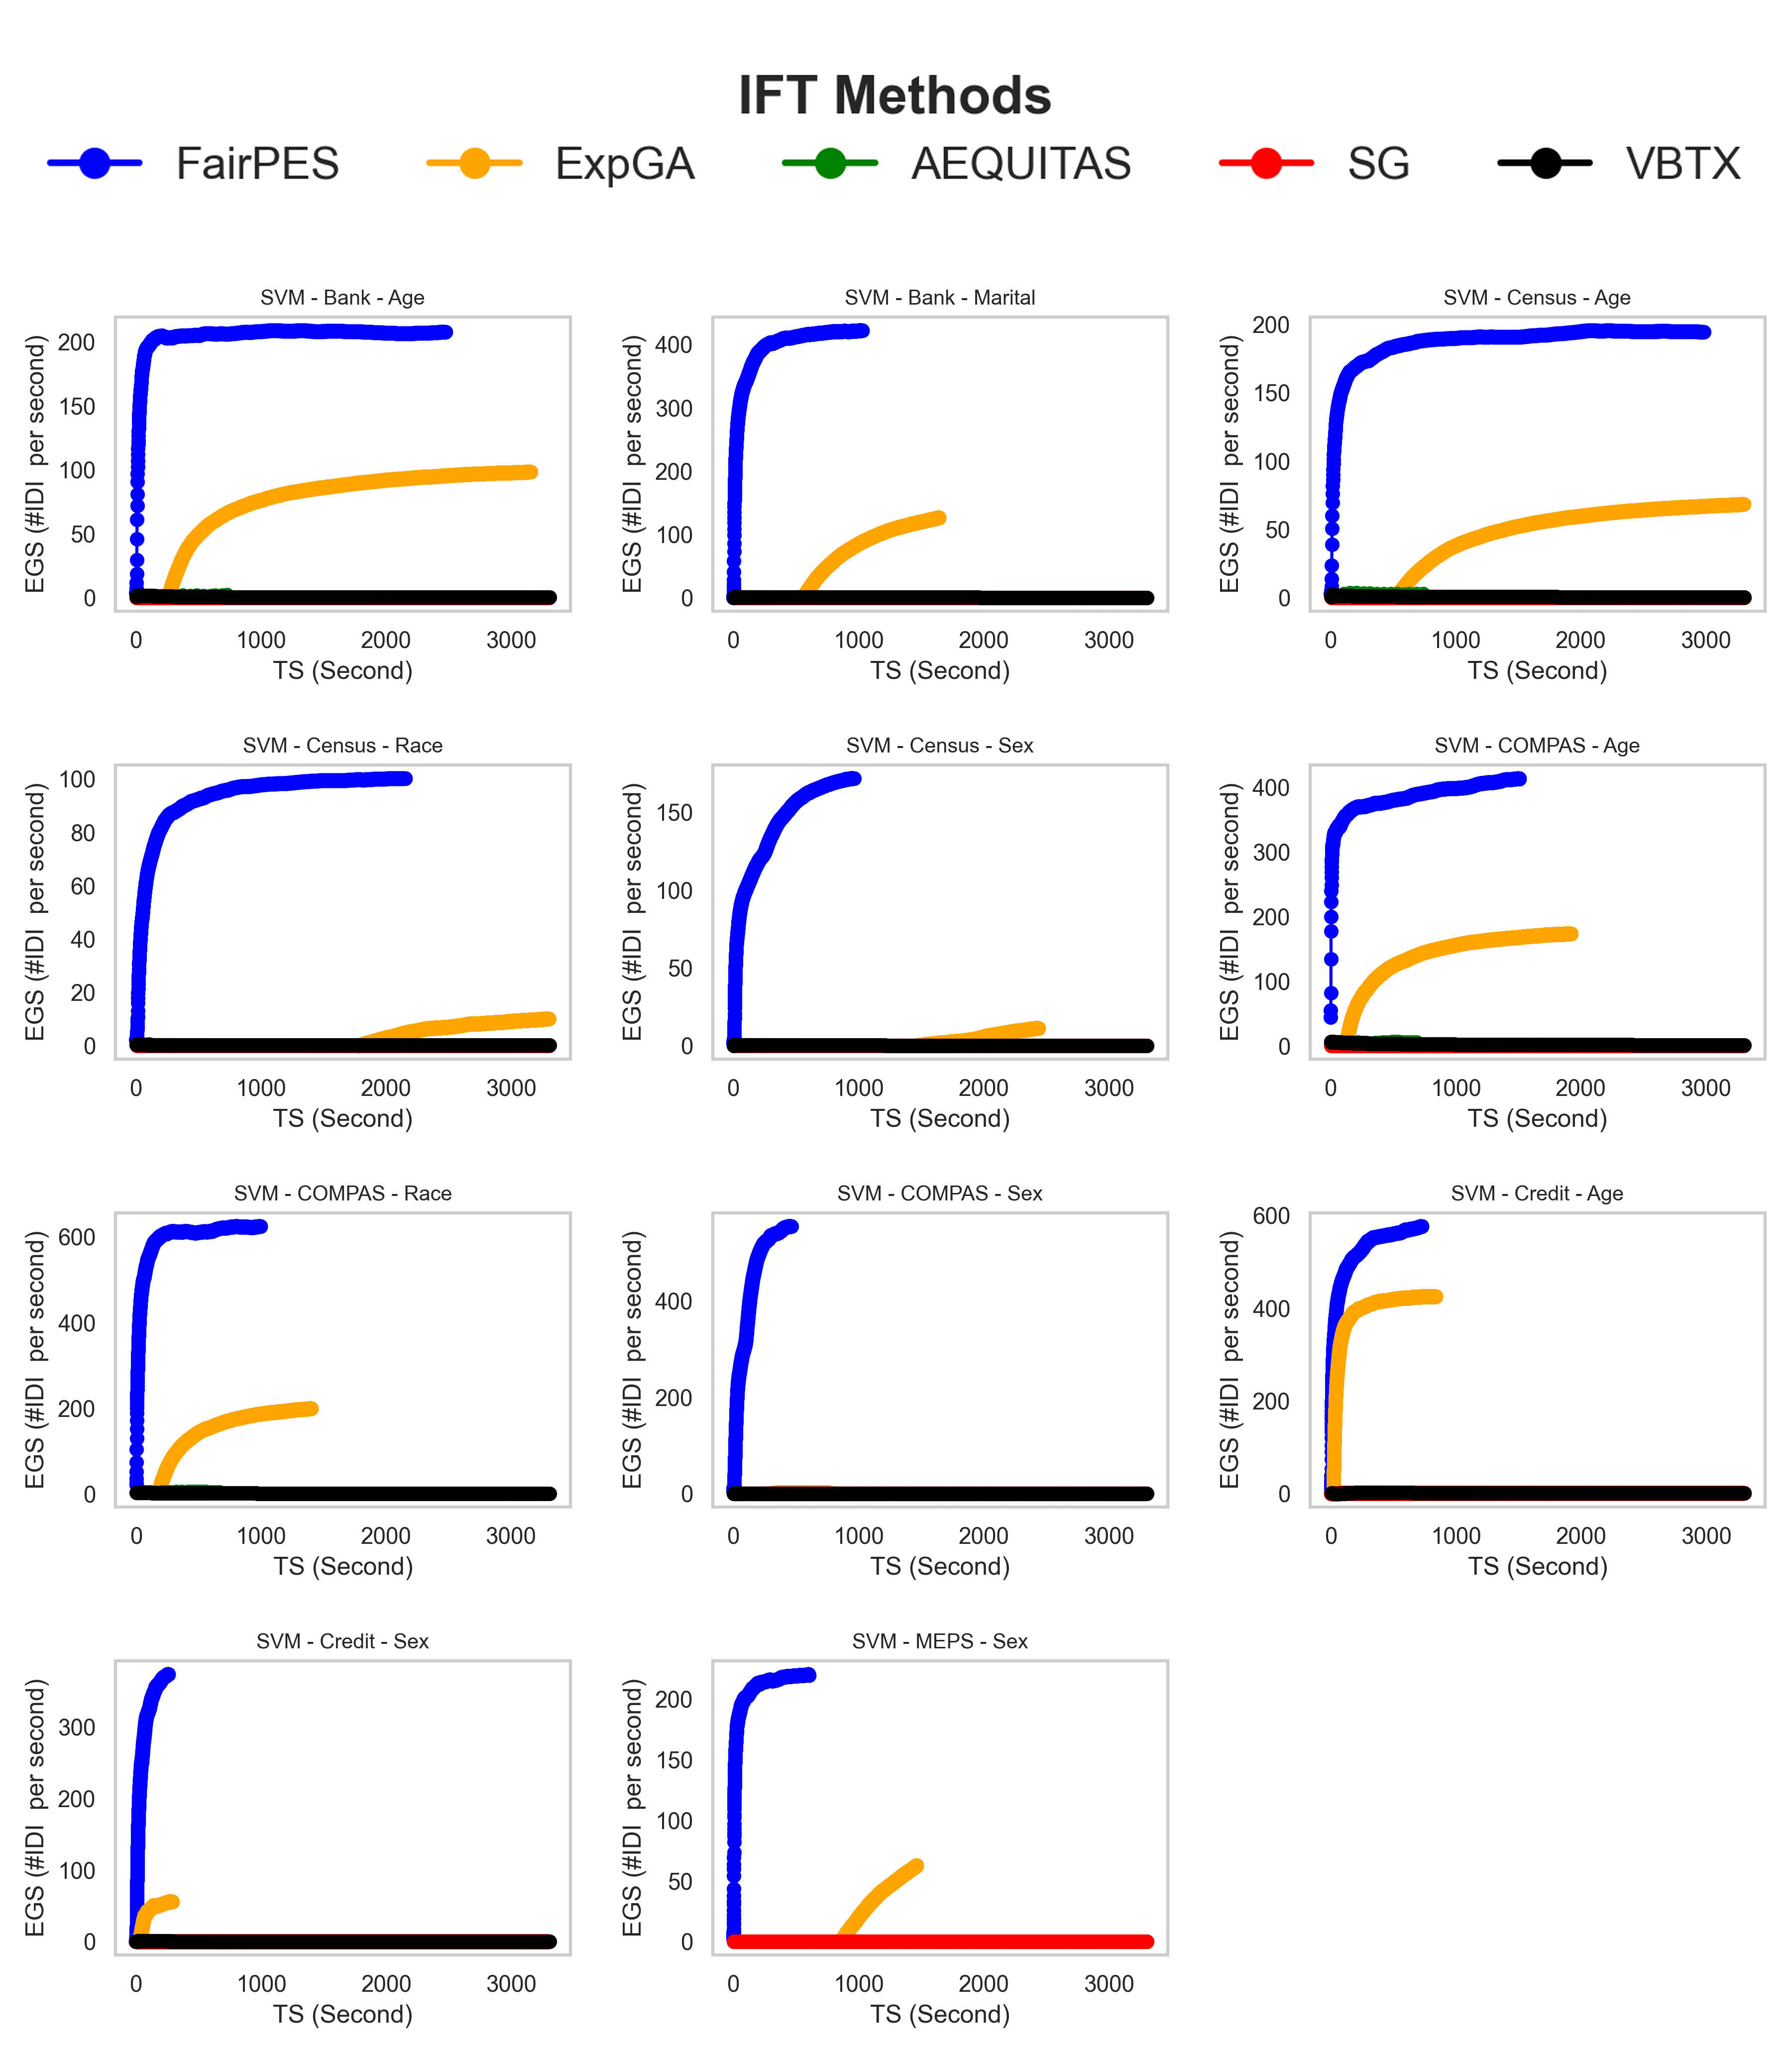 IFT Methods
FairPES ExpGA AEQUITAS SG VBTX
SVM - Bank - Age
EGS (#IDI per second)
200
150
100
50
0
0 1000 2000 3000
TS (Second)
SVM - Bank - Marital
EGS (#IDI per second)
400
300
200
100
0
0 1000 2000 3000
TS (Second)
SVM - Census - Age
EGS (#IDI per second)
200
150
100
50
0
0 1000 2000 3000
TS (Second)
SVM - Census - Race
EGS (#IDI per second)
100
80
60
40
20
0
0 1000 2000 3000
TS (Second)
SVM - Census - Sex
EGS (#IDI per second)
150
100
50
0
0 1000 2000 3000
TS (Second)
SVM - COMPAS - Age
EGS (#IDI per second)
400
300
200
100
0
0 1000 2000 3000
TS (Second)
SVM - COMPAS - Race
EGS (#IDI per second)
600
400
200
0
0 1000 2000 3000
TS (Second)
SVM - COMPAS - Sex
EGS (#IDI per second)
400
200
0
0 1000 2000 3000
TS (Second)
SVM - Credit - Age
EGS (#IDI per second)
600
400
200
0
0 1000 2000 3000
TS (Second)
SVM - Credit - Sex
EGS (#IDI per second)
300
200
100
0
0 1000 2000 3000
TS (Second)
SVM - MEPS - Sex
EGS (#IDI per second)
200
150
100
50
0
0 1000 2000 3000
TS (Second)